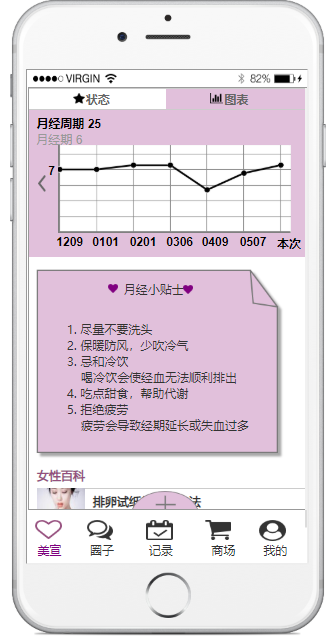 VIRGIN 82%
状态 图表
月经周期 25
月经期 6
7
1209 0101 0201 0306 0409 0507 本次
月经小贴士
1. 尽量不要洗头
2. 保暖防风，少吹冷气
3. 忌和冷饮
喝冷饮会使经血无法顺利排出
4. 吃点甜食，帮助代谢
5. 拒绝疲劳
疲劳会导致经期延长或失血过多
女性百科
排卵试纸 法
美宣 圈子 记录 商场 我的